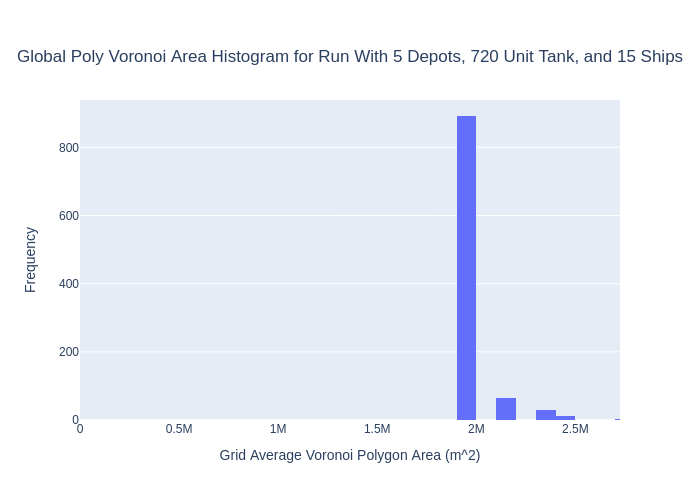 Global Poly Voronoi Area Histogram for Run With 5 Depots, 720 Unit Tank, and 15 Ships
800
600
400
200
0
Frequency
0 0.5M 1M 1.5M 2M 2.5M
Grid Average Voronoi Polygon Area (m^2)